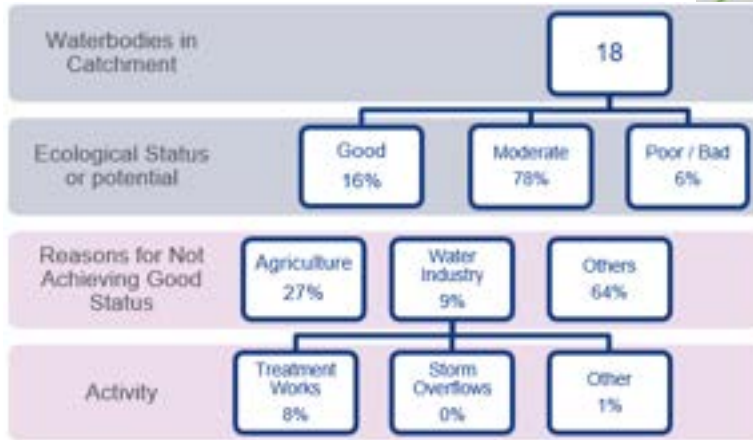 Waterbodies in
Catchment
18
Ecological Status
or potential
Good
16%
Moderate
78%
Poor / Bad
6%
Reasons for Not
Achieving Good
Status
Agriculture
27%
Water
Industry
9%
Others
64%
Activity
Treatment
Works
8%
Storm
Overflows
0%
Other
1%